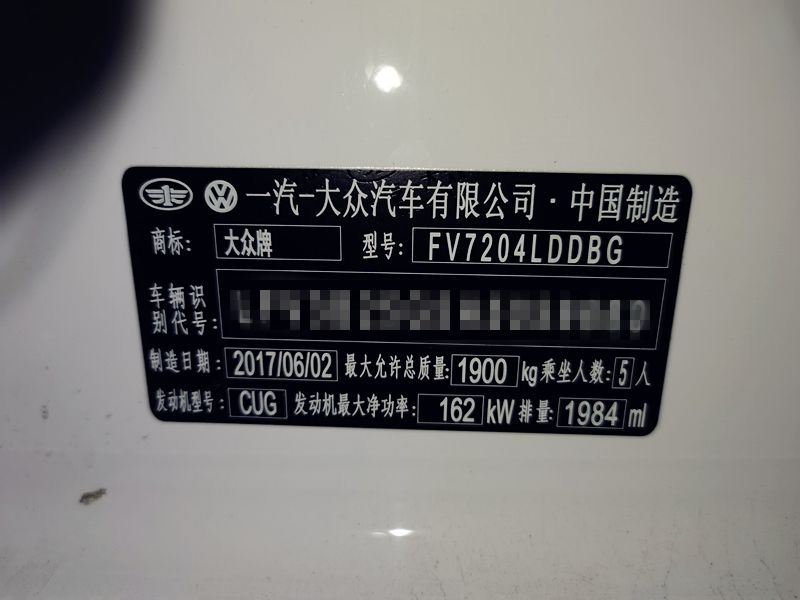 一汽-大众汽车有限公司·中国制造
商标: 大众牌 型号: FV7204LDDBG
车辆识
别代号:
制造日期: 2017/06/02 最大允许总质量: 1900 kg 乘坐人数: 5 人
发动机型号: CUG 发动机最大净功率: 162 kW 排量: 1984 ml